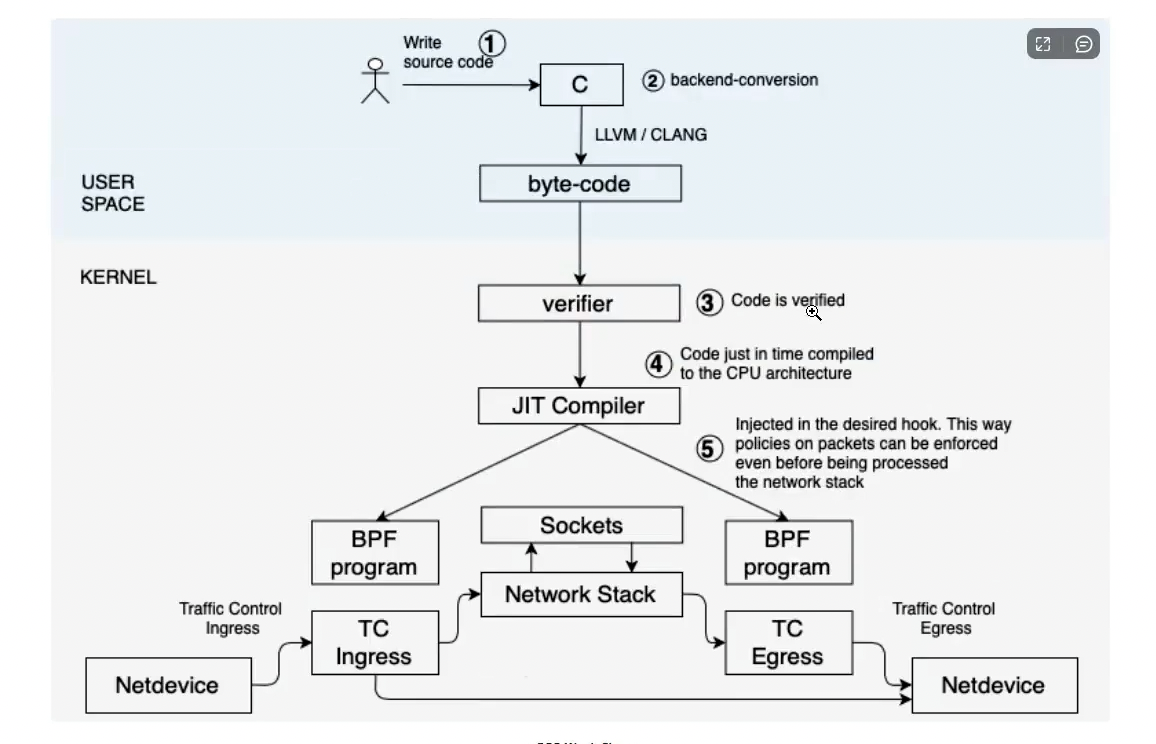 Write
source code
1
C
2 backend-conversion
LLVM / CLANG
byte-code
USER
SPACE
KERNEL
verifier
3 Code is verified
4 Code just in time compiled
to the CPU architecture
JIT Compiler
5 Injected in the desired hook. This way
policies on packets can be enforced
even before being processed
the network stack
BPF
program
Sockets
BPF
program
Network Stack
Traffic Control
Ingress
TC
Ingress
TC
Egress
Traffic Control
Egress
Netdevice
Netdevice